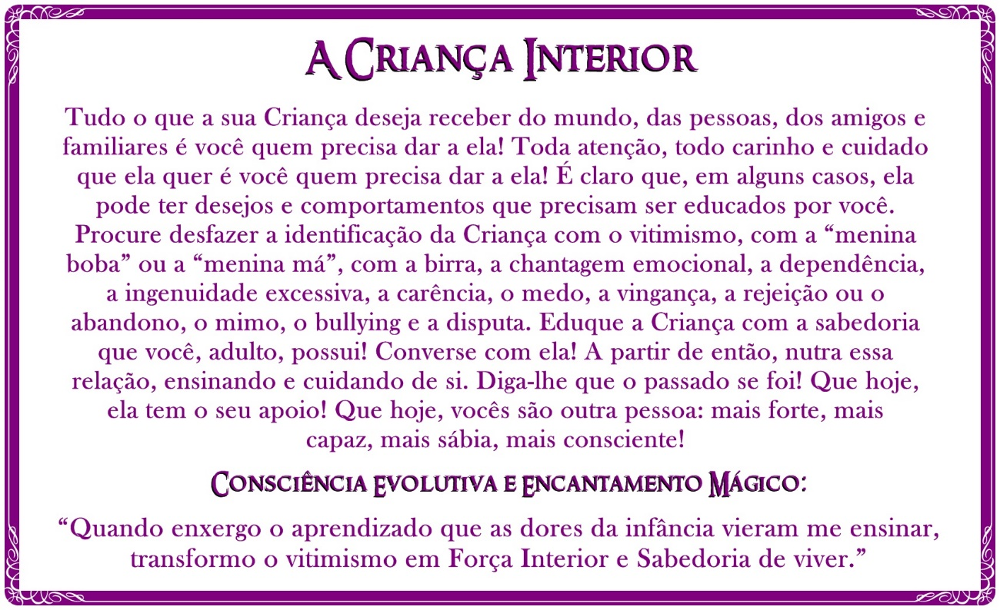 A Criança Interior
Tudo o que a sua Criança deseja receber do mundo, das pessoas, dos amigos e
familiares é você quem precisa dar a ela! Toda atenção, todo carinho e cuidado
que ela quer é você quem precisa dar a ela! É claro que, em alguns casos, ela
pode ter desejos e comportamentos que precisam ser educados por você.
Procure desfazer a identificação da Criança com o vitimismo, com a “menina
boba” ou a “menina má”, com a birra, a chantagem emocional, a dependência,
a ingenuidade excessiva, a carência, o medo, a vingança, a rejeição ou o
abandono, o mimo, o bullying e a disputa. Eduque a Criança com a sabedoria
que você, adulto, possui! Converse com ela! A partir de então, nutra essa
relação, ensinando e cuidando de si. Diga-lhe que o passado se foi! Que hoje,
ela tem o seu apoio! Que hoje, vocês são outra pessoa: mais forte, mais
capaz, mais sábia, mais consciente!
Consciência Evolutiva e Encantamento Mágico:
“Quando enxergo o aprendizado que as dores da infância vieram me ensinar,
transformo o vitimismo em Força Interior e Sabedoria de viver.”